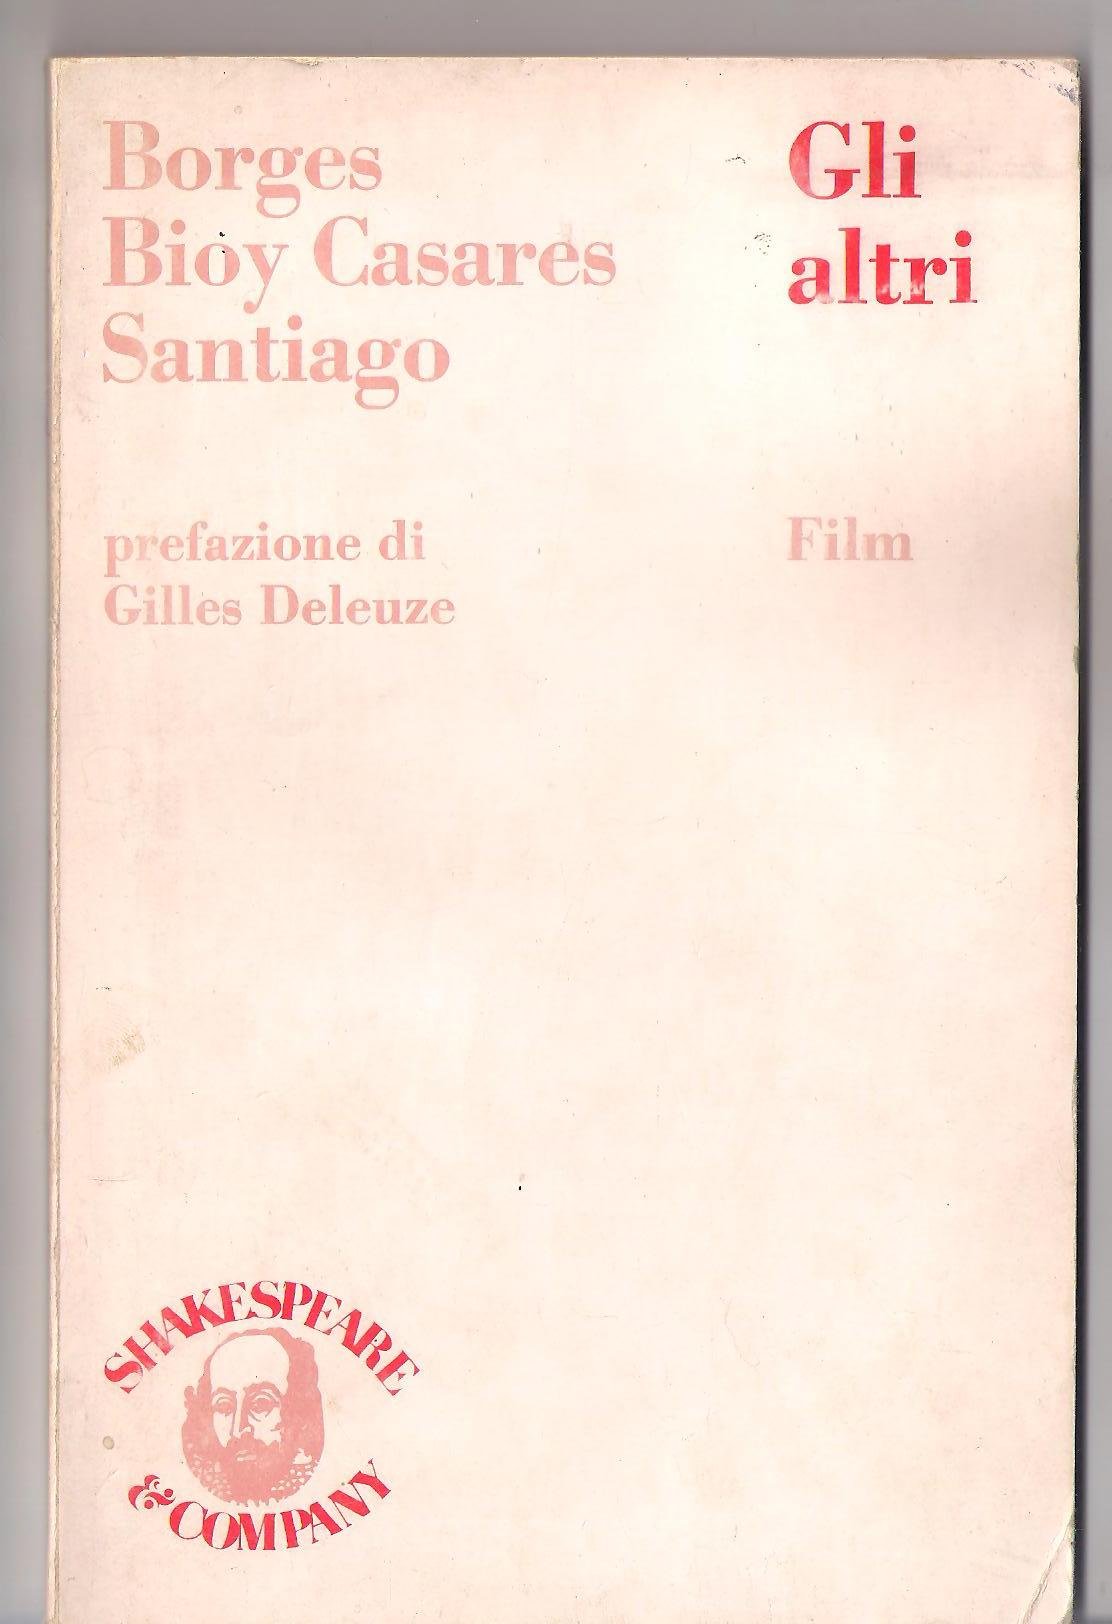 Borges
Bioy Casares
Santiago
Gli
altri
prefazione di
Gilles Deleuze
Film
SHAKESPEARE
& COMPANY